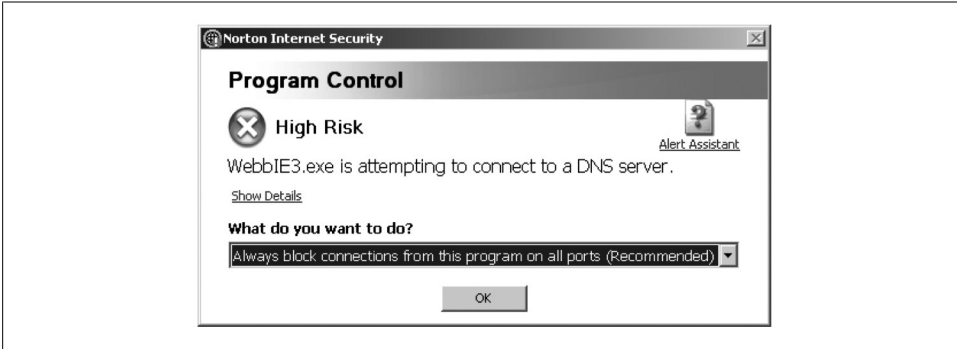 Norton Internet Security
Program Control
High Risk
Alert Assistant
WebbIE3.exe is attempting to connect to a DNS server.
Show Details
What do you want to do?
Always block connections from this program on all ports (Recommended)
OK